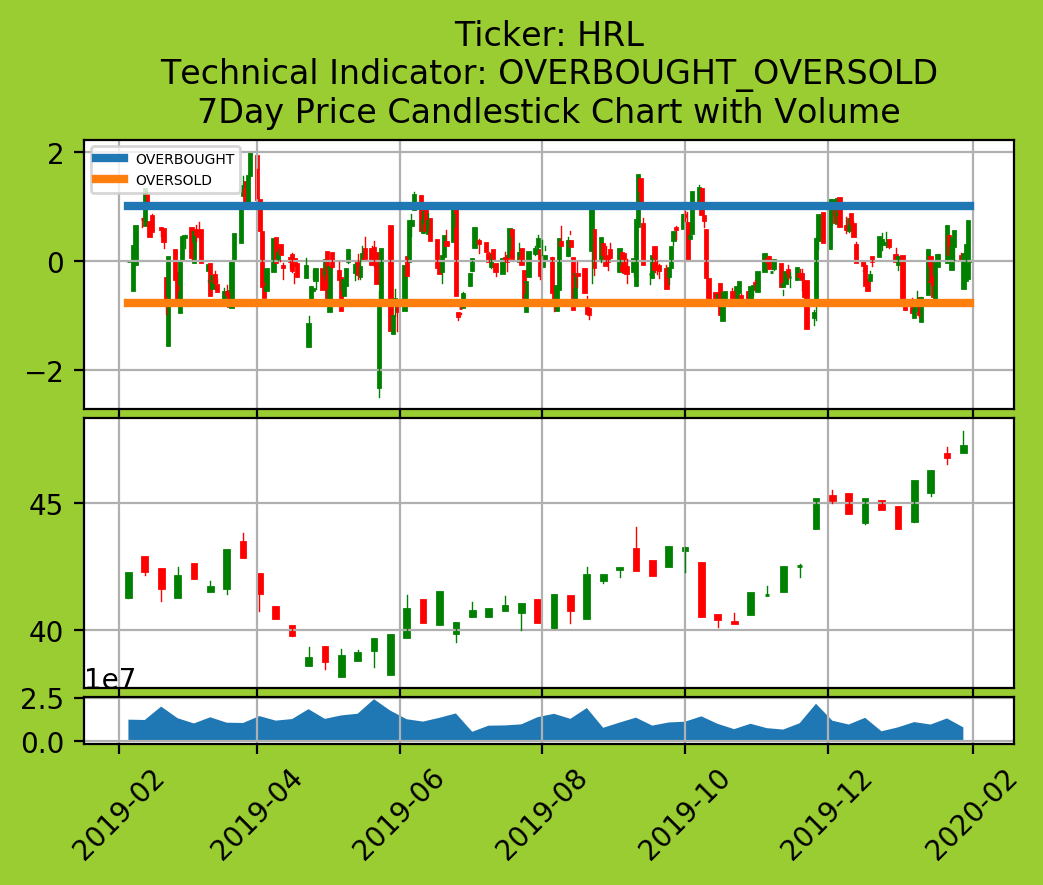 Ticker: HRL
Technical Indicator: OVERBOUGHT_OVERSOLD
7Day Price Candlestick Chart with Volume
OVERBOUGHT
OVERSOLD
2
0
−2
45
40
1e7
2.5
0.0
2019-02
2019-04
2019-06
2019-08
2019-10
2019-12
2020-02